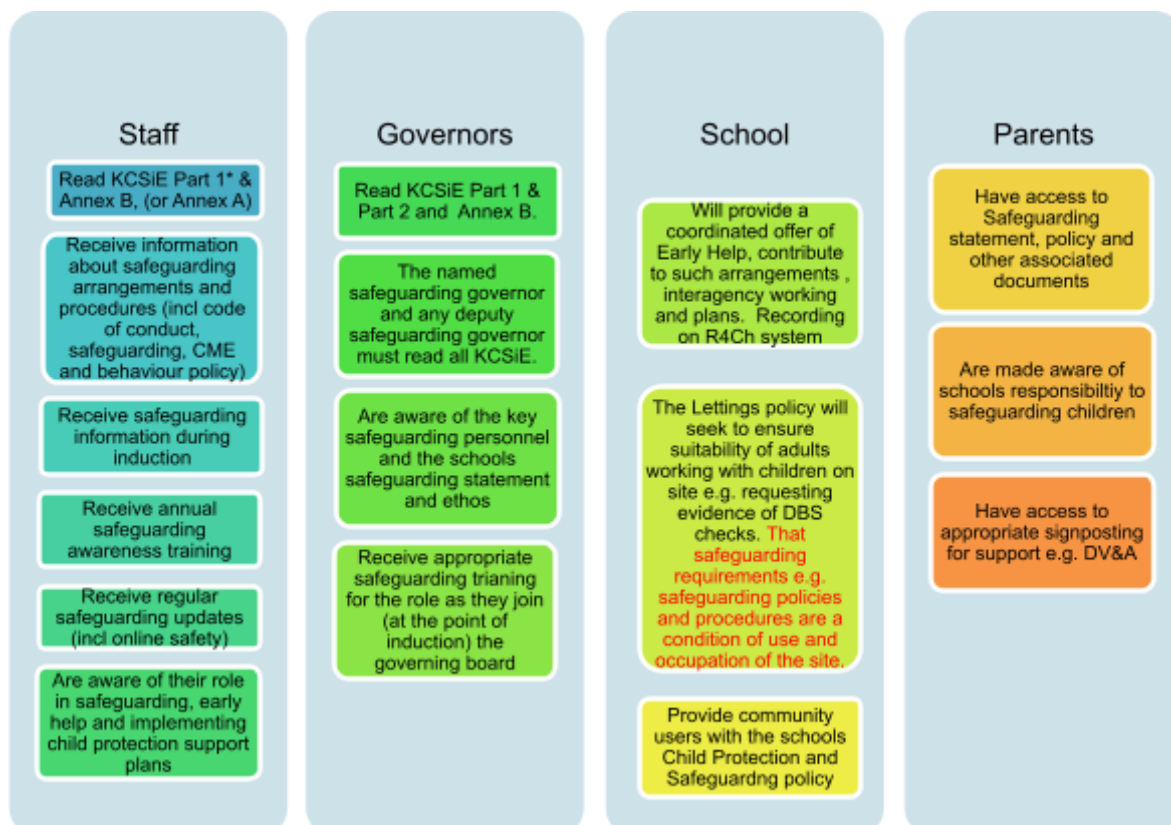 Staff
Read KCSiE Part 1* &
Annex B, (or Annex A)
Receive information
about safeguarding
arrangements and
procedures (incl code
of conduct,
safeguarding, CME
and behaviour policy)
Receive safeguarding
information during
induction
Receive annual
safeguarding
awareness training
Receive regular
safeguarding updates
(incl online safety)
Are aware of their role
in safeguarding, early
help and implementing
child protection support
plans
Governors
Read KCSiE Part 1 &
Part 2 and Annex B.
The named
safeguarding governor
and any deputy
safeguarding governor
must read all KCSiE.
Are aware of the key
safeguarding personnel
and the schools
safeguarding statement
and ethos
Receive appropriate
safeguarding trianing
for the role as they join
(at the point of
induction) the
governing board
School
Will provide a
coordinated offer of
Early Help, contribute
to such arrangements ,
interagency working
and plans. Recording
on R4Ch system
The Lettings policy will
seek to ensure
suitability of adults
working with children on
site e.g. requesting
evidence of DBS
checks. That
safeguarding
requirements e.g.
safeguarding policies
and procedures are a
condition of use and
occupation of the site.
Provide community
users with the schools
Child Protection and
Safeguardng policy
Parents
Have access to
Safeguarding
statement, policy and
other associated
documents
Are made aware of
schools responsibiltiy to
safeguarding children
Have access to
appropriate signposting
for support e.g. DV&A